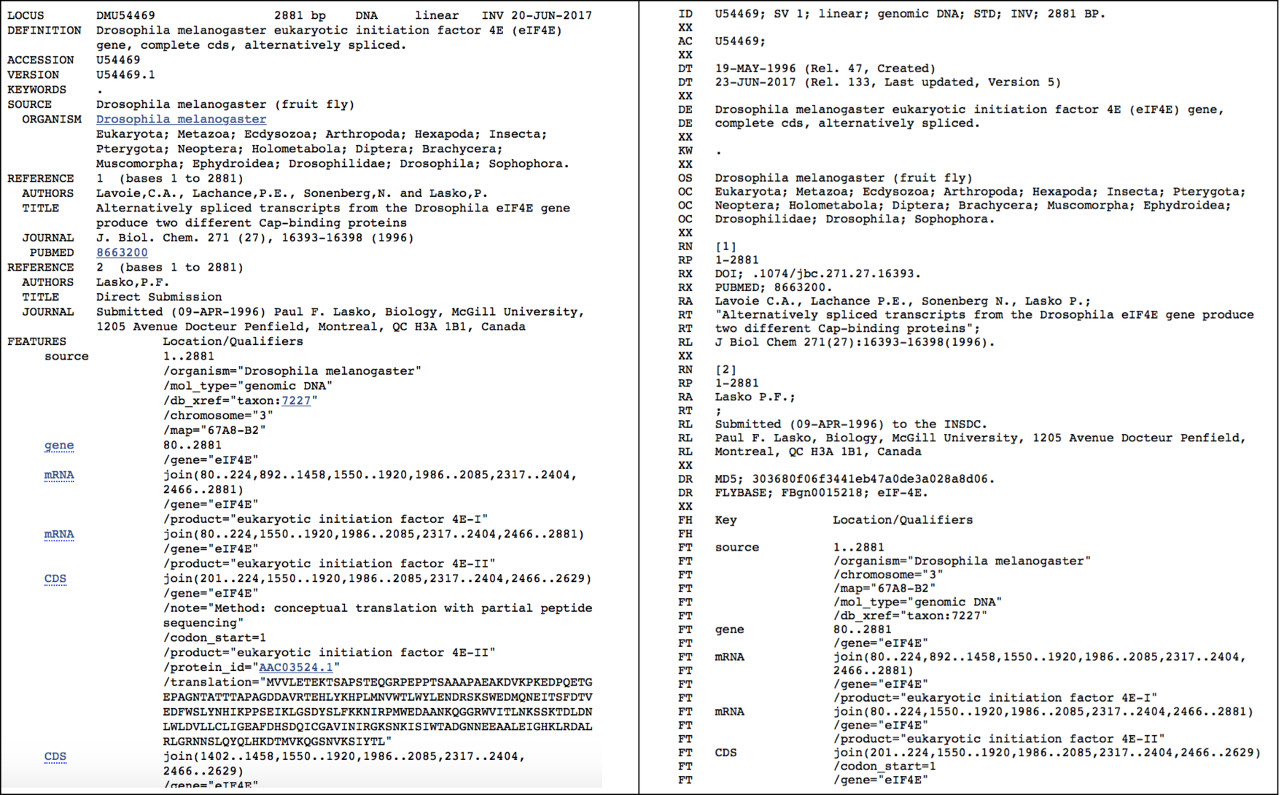 LOCUS DMU54469 2881 bp DNA linear INV 20-JUN-2017
DEFINITION Drosophila melanogaster eukaryotic initiation factor 4E (eIF4E)
gene, complete cds, alternatively spliced.
ACCESSION U54469
VERSION U54469.1
KEYWORDS .
SOURCE Drosophila melanogaster (fruit fly)
ORGANISM Drosophila melanogaster
Eukaryota; Metazoa; Ecdysozoa; Arthropoda; Hexapoda; Insecta;
Pterygota; Neoptera; Holometabola; Diptera; Brachycera;
Muscomorpha; Ephydroidea; Drosophilidae; Drosophila; Sophophora.
REFERENCE 1 (bases 1 to 2881)
AUTHORS Lavoie,C.A., Lachance,P.E., Sonenberg,N. and Lasko,P.
TITLE Alternatively spliced transcripts from the Drosophila eIF4E gene
produce two different Cap-binding proteins
JOURNAL J. Biol. Chem. 271 (27), 16393-16398 (1996)
PUBMED 8663200
REFERENCE 2 (bases 1 to 2881)
AUTHORS Lasko,P.F.
TITLE Direct Submission
JOURNAL Submitted (09-APR-1996) Paul F. Lasko, Biology, McGill University,
1205 Avenue Docteur Penfield, Montreal, QC H3A 1B1, Canada
FEATURES Location/Qualifiers
source 1..2881
/organism="Drosophila melanogaster"
/mol_type="genomic DNA"
/db_xref="taxon:7227"
/chromosome="3"
/map="67A8-B2"
gene 80..2881
/gene="eIF4E"
mRNA join(80..224,892..1458,1550..1920,1986..2085,2317..2404,
2466..2881)
/gene="eIF4E"
/product="eukaryotic initiation factor 4E-I"
mRNA join(80..224,1550..1920,1986..2085,2317..2404,2466..2881)
/gene="eIF4E"
/product="eukaryotic initiation factor 4E-II"
CDS join(201..224,1550..1920,1986..2085,2317..2404,2466..2629)
/gene="eIF4E"
/note="Method: conceptual translation with partial peptide
sequencing"
/codon_start=1
/product="eukaryotic initiation factor 4E-II"
/protein_id="AAC03524.1"
/translation="MVVLETEKTSAPSTEQGRPEPPTSAAAPAEAKDVKPKEDPQETG
EPAGNTATTTAPAGDDAVRTEHLYKHPLMNVWTLWYLENDRSKSWEDMQNEITSFDTV
EDFWSLYNHIKPPSEIKLGSDYSLFKKNIRPMWEDAANKQGGRWVITLNKSSKTDLDN
LWLDVLLCLIGEAFDHSDQICGAVINIRGKSNKISIWTADGNNEEAALEIGHKLRDAL
RLGRNNSLQYQLHKDTMVKQGSNVKSIYTL"
CDS join(1402..1458,1550..1920,1986..2085,2317..2404,
2466..2629)
/gene="eIF4E"
ID U54469; SV 1; linear; genomic DNA; STD; INV; 2881 BP.
XX
AC U54469;
XX
DT 19-MAY-1996 (Rel. 47, Created)
DT 23-JUN-2017 (Rel. 133, Last updated, Version 5)
XX
DE Drosophila melanogaster eukaryotic initiation factor 4E (eIF4E) gene,
DE complete cds, alternatively spliced.
XX
KW .
XX
OS Drosophila melanogaster (fruit fly)
OC Eukaryota; Metazoa; Ecdysozoa; Arthropoda; Hexapoda; Insecta; Pterygota;
OC Neoptera; Holometabola; Diptera; Brachycera; Muscomorpha; Ephydroidea;
OC Drosophilidae; Drosophila; Sophophora.
XX
RN [1]
RP 1-2881
RX DOI; .1074/jbc.271.27.16393.
RX PUBMED; 8663200.
RA Lavoie C.A., Lachance P.E., Sonenberg N., Lasko P.;
RT "Alternatively spliced transcripts from the Drosophila eIF4E gene produce
RT two different Cap-binding proteins";
RL J Biol Chem 271(27):16393-16398(1996).
XX
RN [2]
RP 1-2881
RA Lasko P.F.;
RT ;
RL Submitted (09-APR-1996) to the INSDC.
RL Paul F. Lasko, Biology, McGill University, 1205 Avenue Docteur Penfield,
RL Montreal, QC H3A 1B1, Canada
XX
DR MD5; 303680f06f3441eb47a0de3a028a8d06.
DR FLYBASE; FBgn0015218; eIF-4E.
XX
FH Key Location/Qualifiers
FH
FT source 1..2881
FT /organism="Drosophila melanogaster"
FT /chromosome="3"
FT /map="67A8-B2"
FT /mol_type="genomic DNA"
FT /db_xref="taxon:7227"
FT gene 80..2881
FT /gene="eIF4E"
FT mRNA join(80..224,892..1458,1550..1920,1986..2085,2317..2404,
FT 2466..2881)
FT /gene="eIF4E"
FT /product="eukaryotic initiation factor 4E-I"
FT mRNA join(80..224,1550..1920,1986..2085,2317..2404,2466..2881)
FT /gene="eIF4E"
FT /product="eukaryotic initiation factor 4E-II"
FT CDS join(201..224,1550..1920,1986..2085,2317..2404,2466..2629)
FT /codon_start=1
FT /gene="eIF4E"